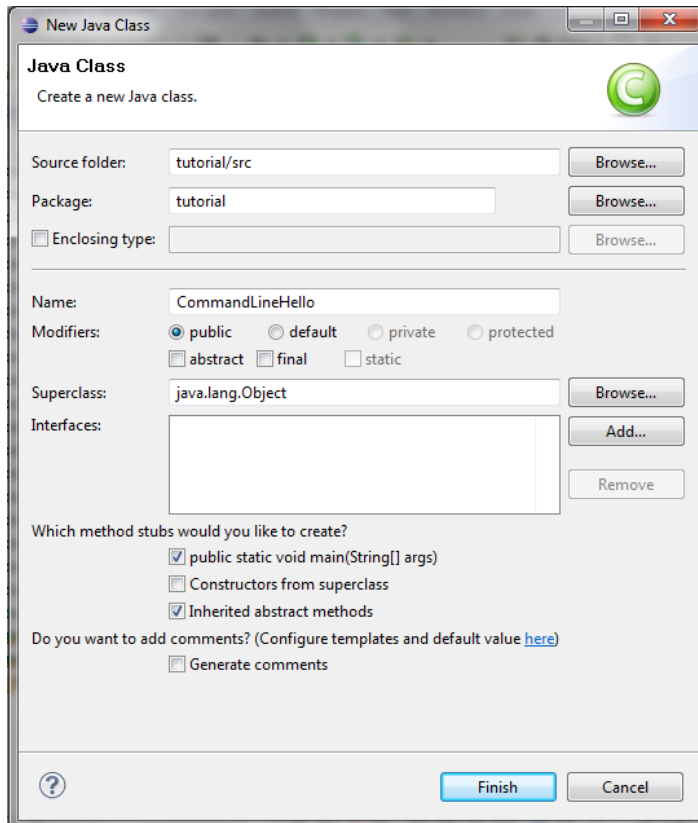 New Java Class
Java Class
Create a new Java class.
C
Source folder: tutorial/src Browse...
Package: tutorial Browse...
Enclosing type: Browse...
Name: CommandLineHello
Modifiers: public default private protected
abstract final static
Superclass: java.lang.Object Browse...
Interfaces: Add...
Remove
Which method stubs would you like to create?
public static void main(String[] args)
Constructors from superclass
Inherited abstract methods
Do you want to add comments? (Configure templates and default value here)
Generate comments
? Finish Cancel